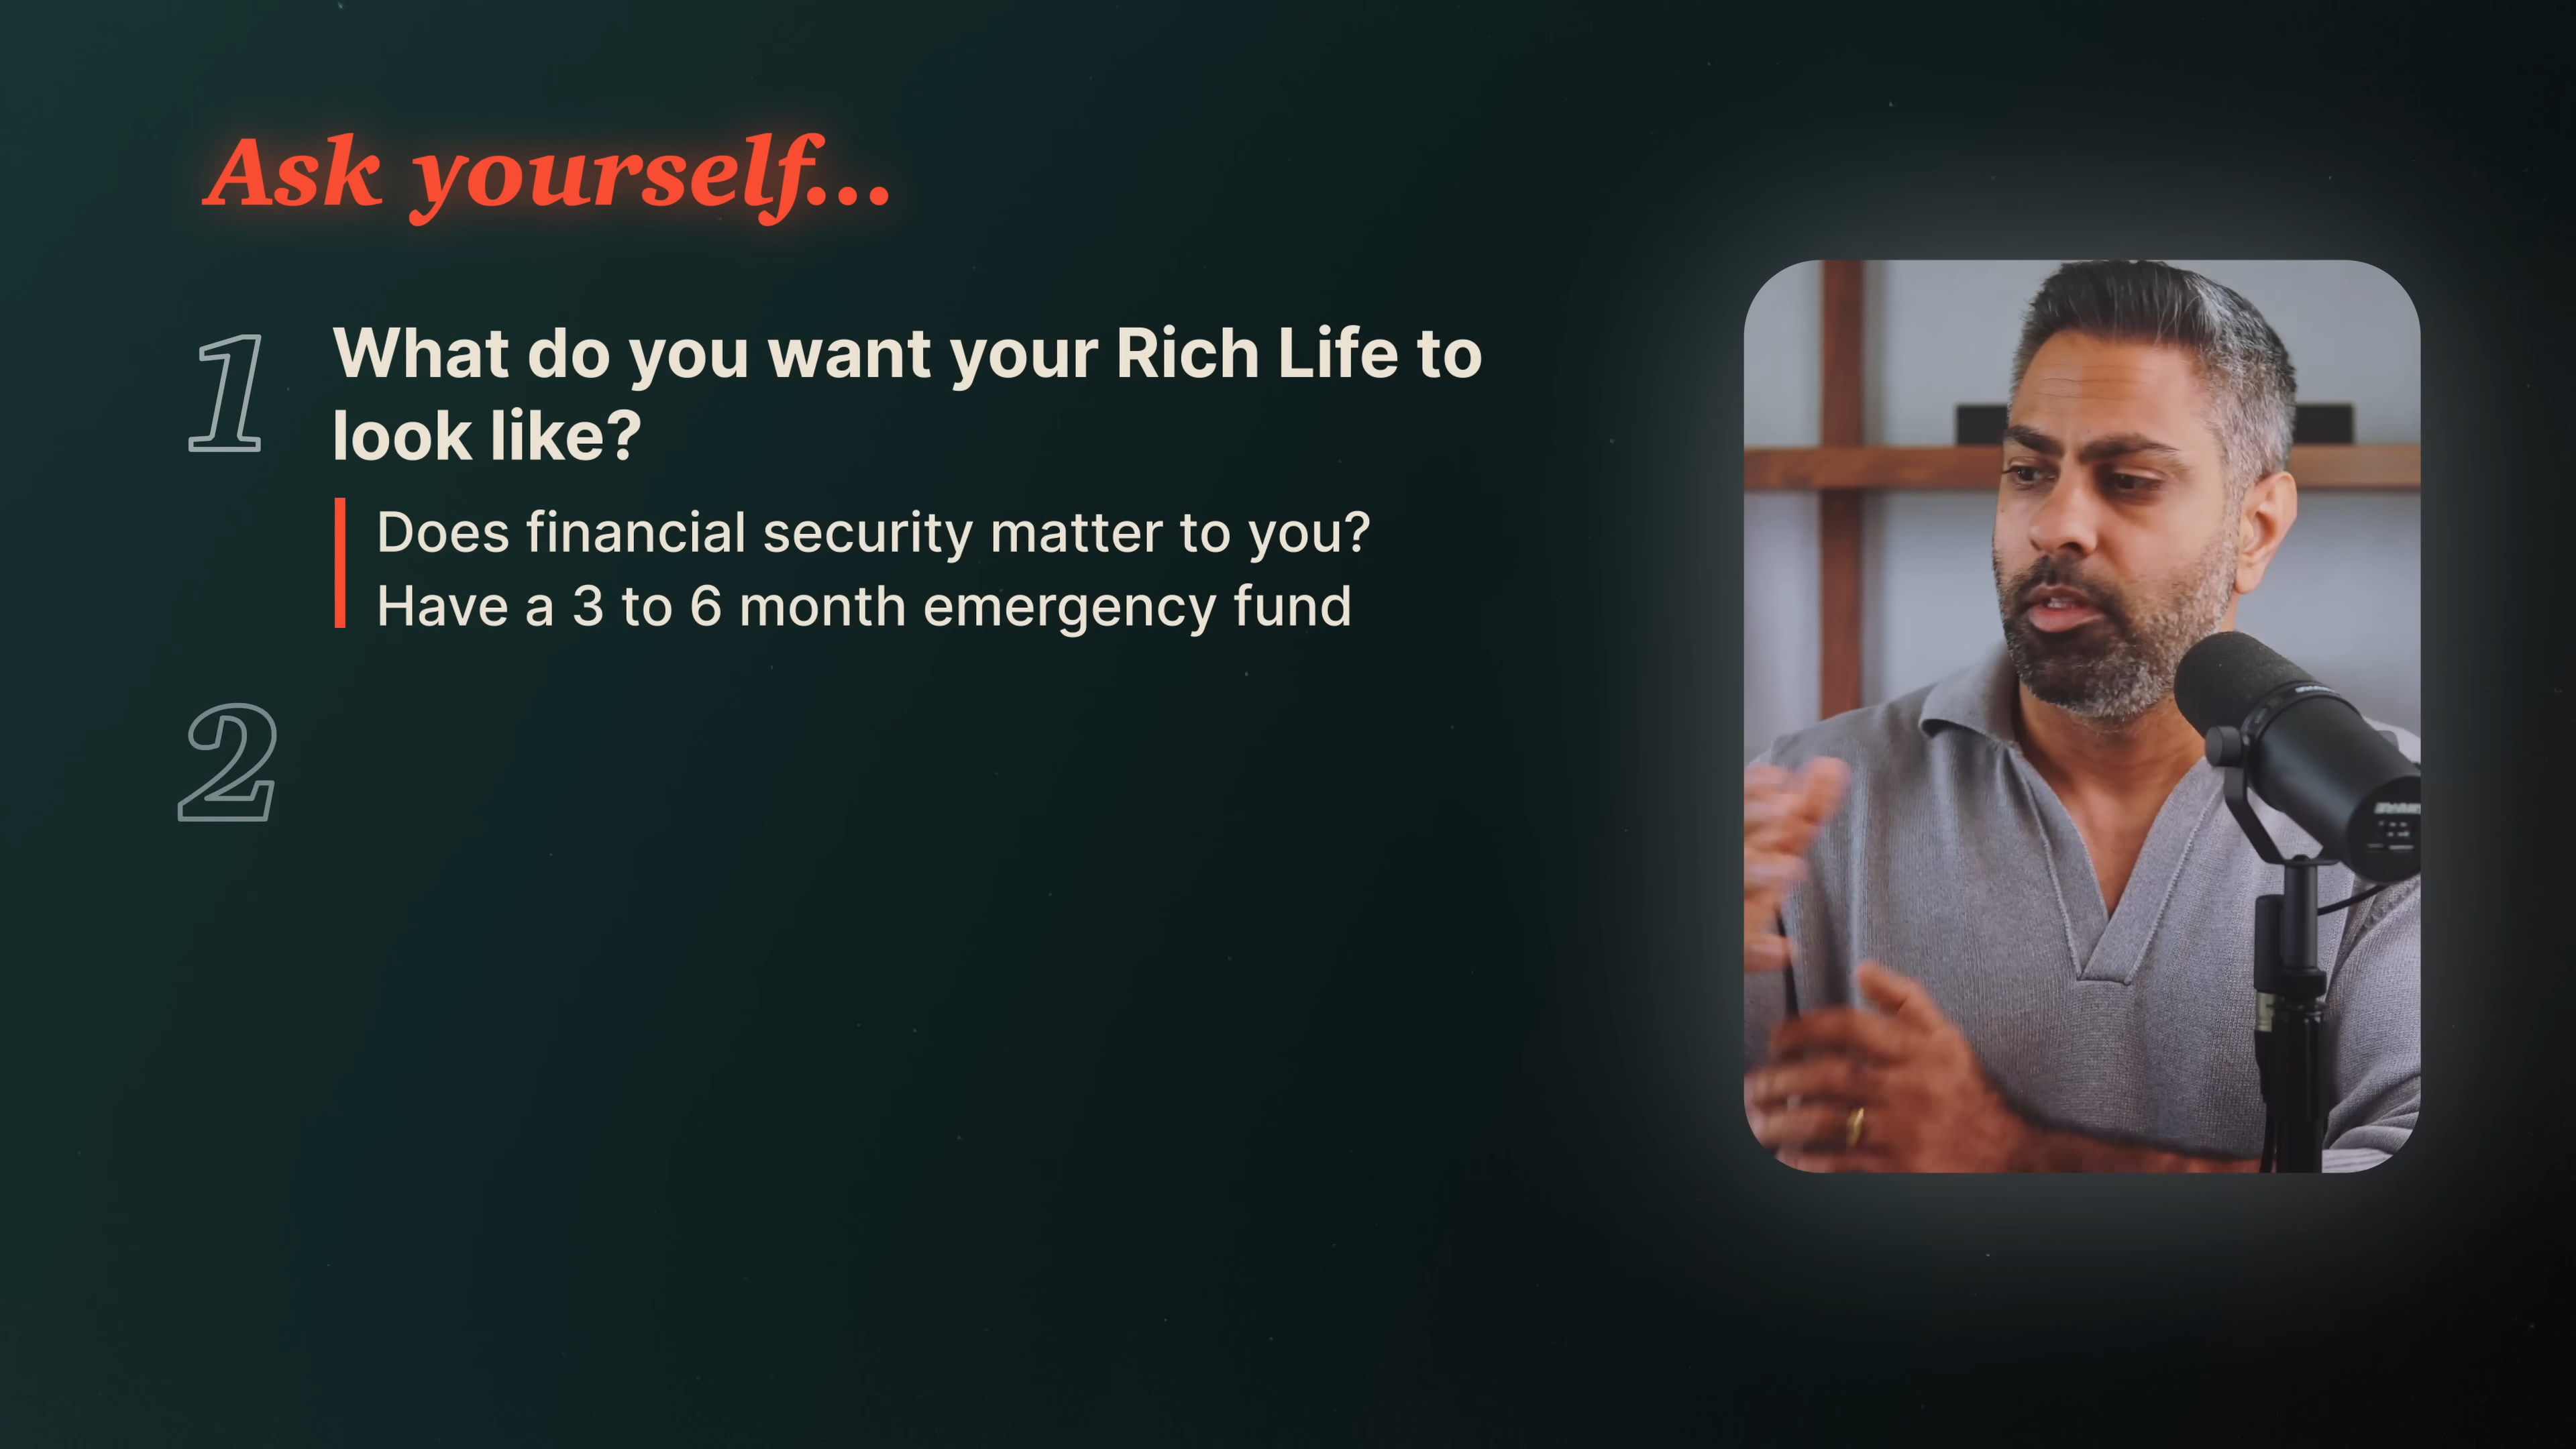 Ask yourself...
1
What do you want your Rich Life to
look like?
Does financial security matter to you?
Have a 3 to 6 month emergency fund
2